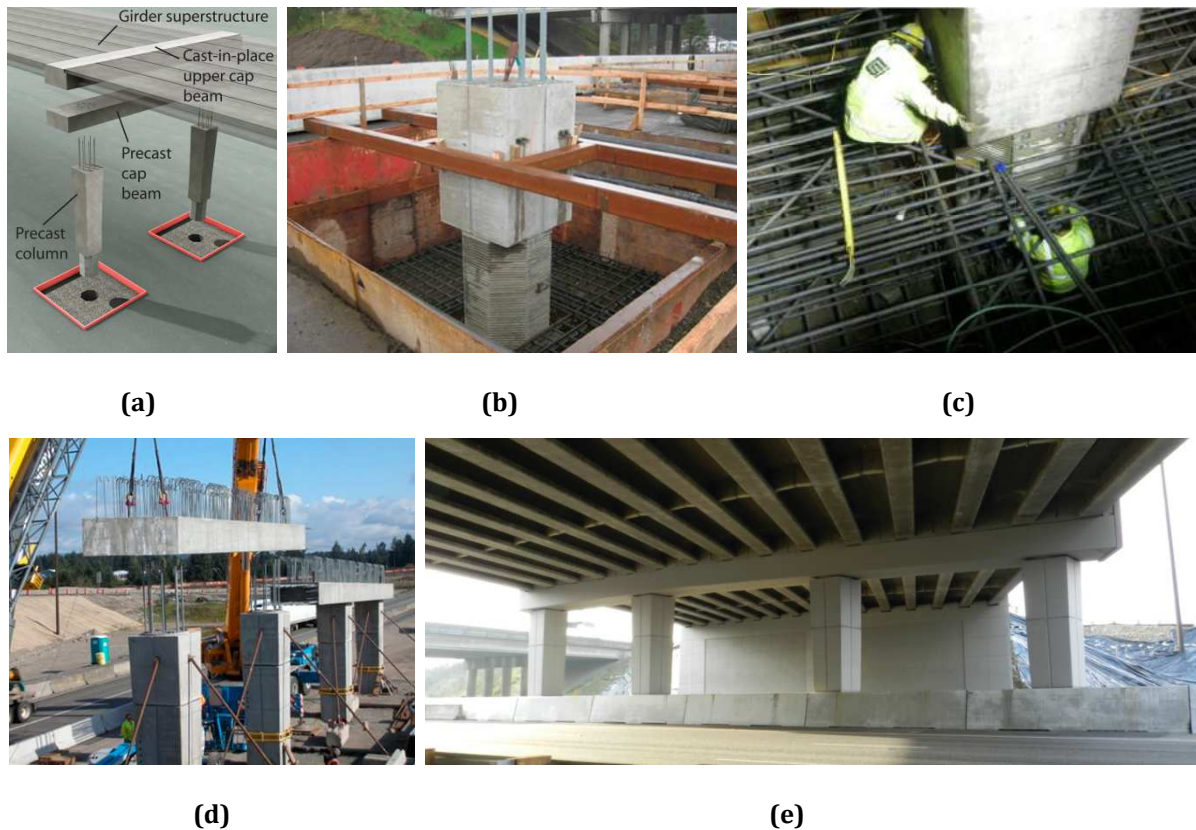 Girder superstructure
Cast-in-place
upper cap
beam
Precast
cap
beam
Precast
column
(a)
(b)
(c)
(d)
(e)